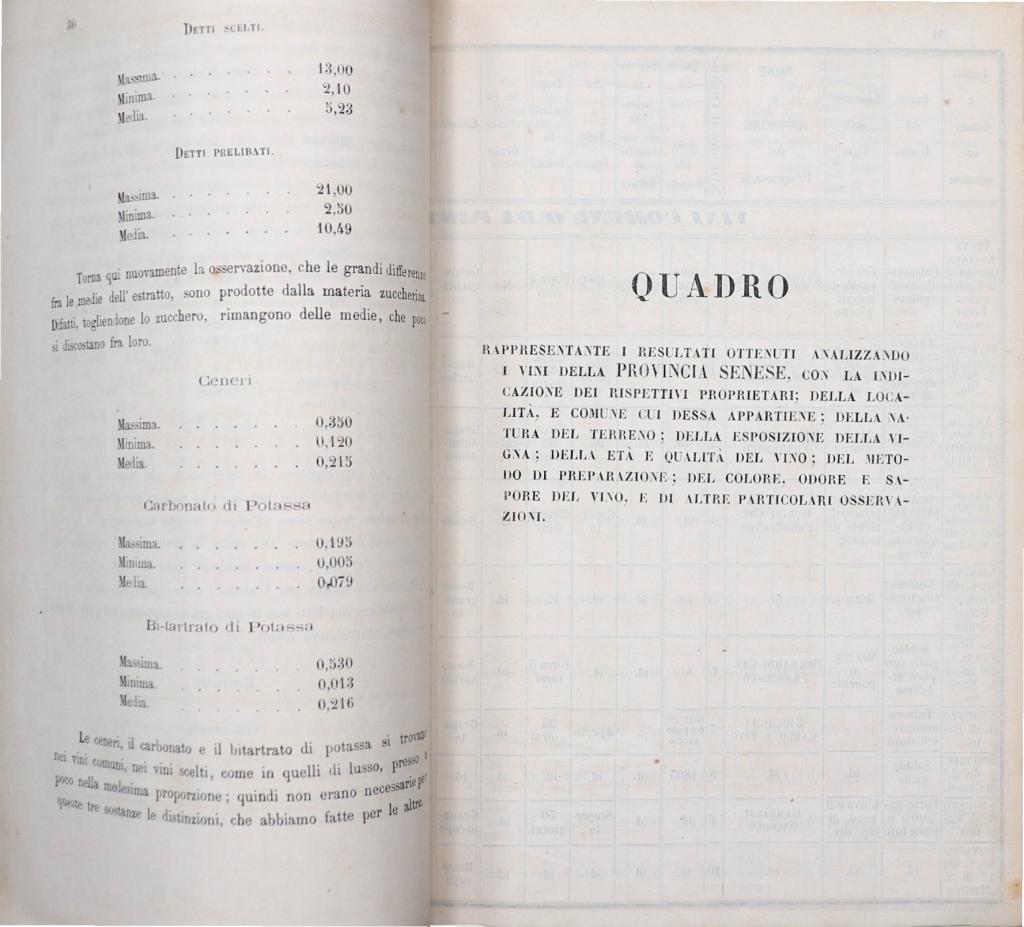 30
DETTI SCELTI.
Massima. . . . . . . . 13,00
Minima. . . . . . . . 2,10
Media. . . . . . . . 5,23
DETTI PRELIBATI.
Massima. . . . . . . . 21,00
Minima. . . . . . . . 2,50
Media. . . . . . . . 10,49
Torna qui nuovamente la osservazione, che le grandi differenze
fra le medie dell' estratto, sono prodotte dalla materia zuccherina.
Difatti, togliendone lo zucchero, rimangono delle medie, che poco
si discostano fra loro.
Ceneri
Massima. . . . . . . . 0,350
Minima. . . . . . . . 0,120
Media. . . . . . . . 0,215
Carbonato di Potassa
Massima. . . . . . . . 0,195
Minima. . . . . . . . 0,005
Media. . . . . . . . 0,079
Bi-tartrato di Potassa
Massima. . . . . . . . 0,530
Minima. . . . . . . . 0,013
Media. . . . . . . . 0,216
Le ceneri, il carbonato e il bitartrato di potassa si trovano
nei vini comuni, nei vini scelti, come in quelli di lusso, presso a
poco nella medesima proporzione; quindi non erano necessarie per
queste tre sostanze le distinzioni, che abbiamo fatte per le altre.
QUADRO
RAPPRESENTANTE I RESULTATI OTTENUTI ANALIZZANDO
I VINI DELLA PROVINCIA SENESE, CON LA INDI-
CAZIONE DEI RISPETTIVI PROPRIETARI; DELLA LOCA-
LITÀ, E COMUNE CUI DESSA APPARTIENE; DELLA NA-
TURA DEL TERRENO; DELLA ESPOSIZIONE DELLA VI-
GNA; DELLA ETÀ E QUALITÀ DEL VINO; DEL METO-
DO DI PREPARAZIONE; DEL COLORE, ODORE E SA-
PORE DEL VINO, E DI ALTRE PARTICOLARI OSSERVA-
ZIONI.